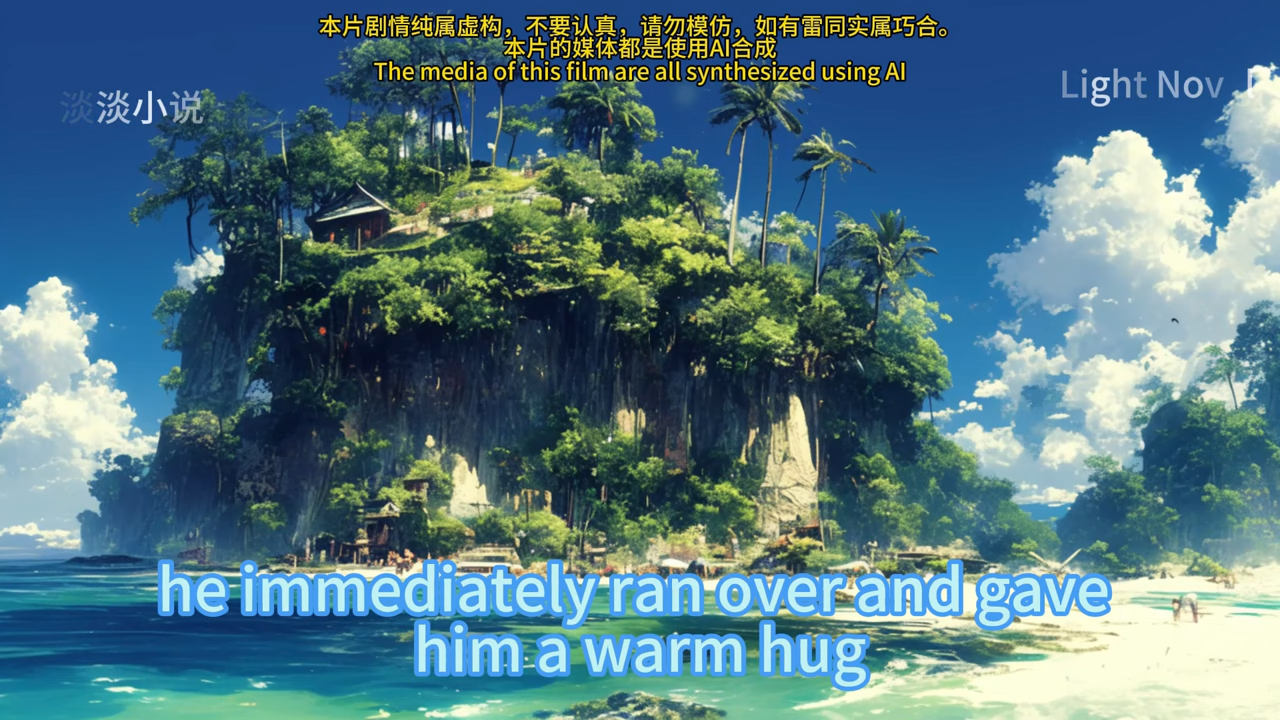 本片剧情纯属虚构，不要认真，请勿模仿，如有雷同实属巧合。
本片的媒体都是使用AI合成
The media of this film are all synthesized using AI
淡淡小说
Light Nov
he immediately ran over and gave
him a warm hug